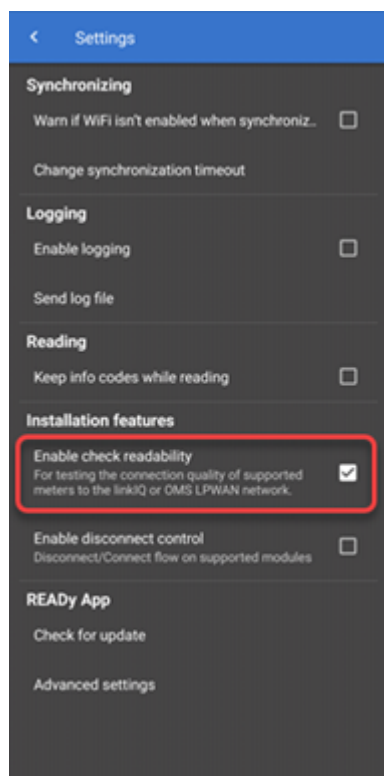 Settings
Synchronizing
Warn if WiFi isn't enabled when synchroniz..
Change synchronization timeout
Logging
Enable logging
Send log file
Reading
Keep info codes while reading
Installation features
Enable check readability
For testing the connection quality of supported
meters to the linkIQ or OMS LPWAN network.
Enable disconnect control
Disconnect/Connect flow on supported modules
READy App
Check for update
Advanced settings